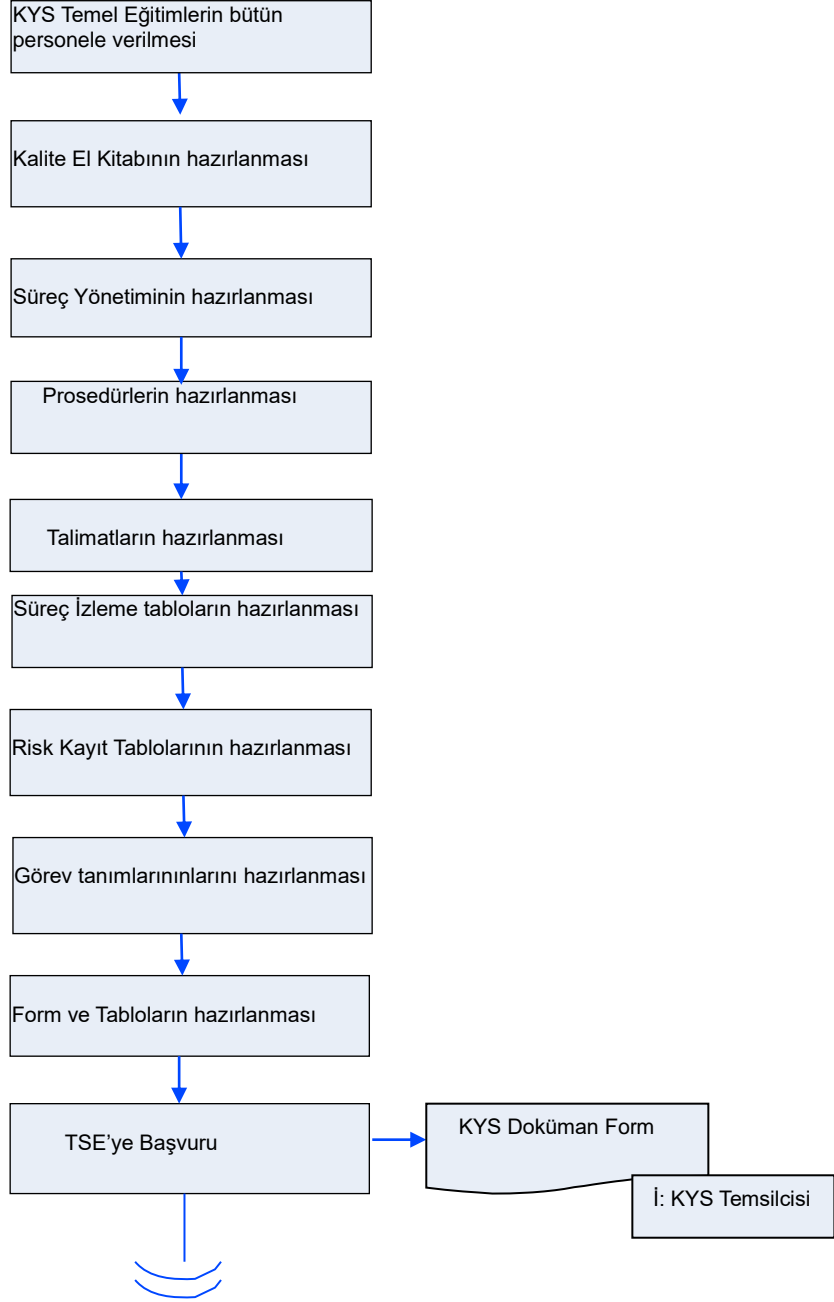 KYS Temel Eğitimlerin bütün
personele verilmesi
Kalite El Kitabının hazırlanması
Süreç Yönetiminin hazırlanması
Prosedürlerin hazırlanması
Talimatların hazırlanması
Süreç İzleme tabloların hazırlanması
Risk Kayıt Tablolarının hazırlanması
Görev tanımlarınınlarını hazırlanması
Form ve Tabloların hazırlanması
TSE’ye Başvuru
KYS Doküman Form
İ: KYS Temsilcisi